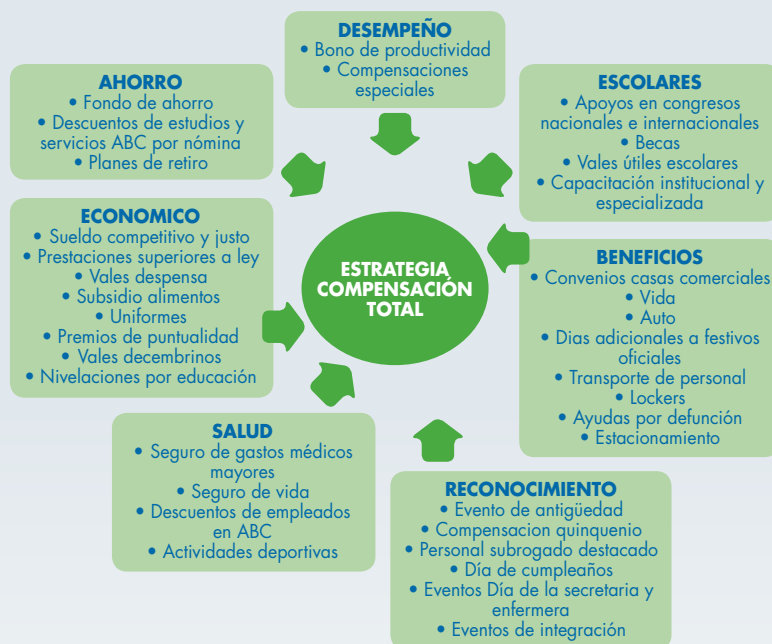 DESEMPEÑO
• Bono de productividad
• Compensaciones
especiales
AHORRO
• Fondo de ahorro
• Descuentos de estudios y
servicios ABC por nómina
• Planes de retiro
ESCOLARES
• Apoyos en congresos
nacionales e internacionales
• Becas
• Vales útiles escolares
• Capacitación institucional y
especializada
ECONOMICO
• Sueldo competitivo y justo
• Prestaciones superiores a ley
• Vales despensa
• Subsidio alimentos
• Uniformes
• Premios de puntualidad
• Vales decembrinos
• Nivelaciones por educación
ESTRATEGIA
COMPENSACIÓN
TOTAL
BENEFICIOS
• Convenios casas comerciales
• Vida
• Auto
• Dias adicionales a festivos
oficiales
• Transporte de personal
• Lockers
• Ayudas por defunción
• Estacionamiento
SALUD
• Seguro de gastos médicos
mayores
• Seguro de vida
• Descuentos de empleados
en ABC
• Actividades deportivas
RECONOCIMIENTO
• Evento de antigüedad
• Compensacion quinquenio
• Personal subrogado destacado
• Día de cumpleaños
• Eventos Día de la secretaria y
enfermera
• Eventos de integración